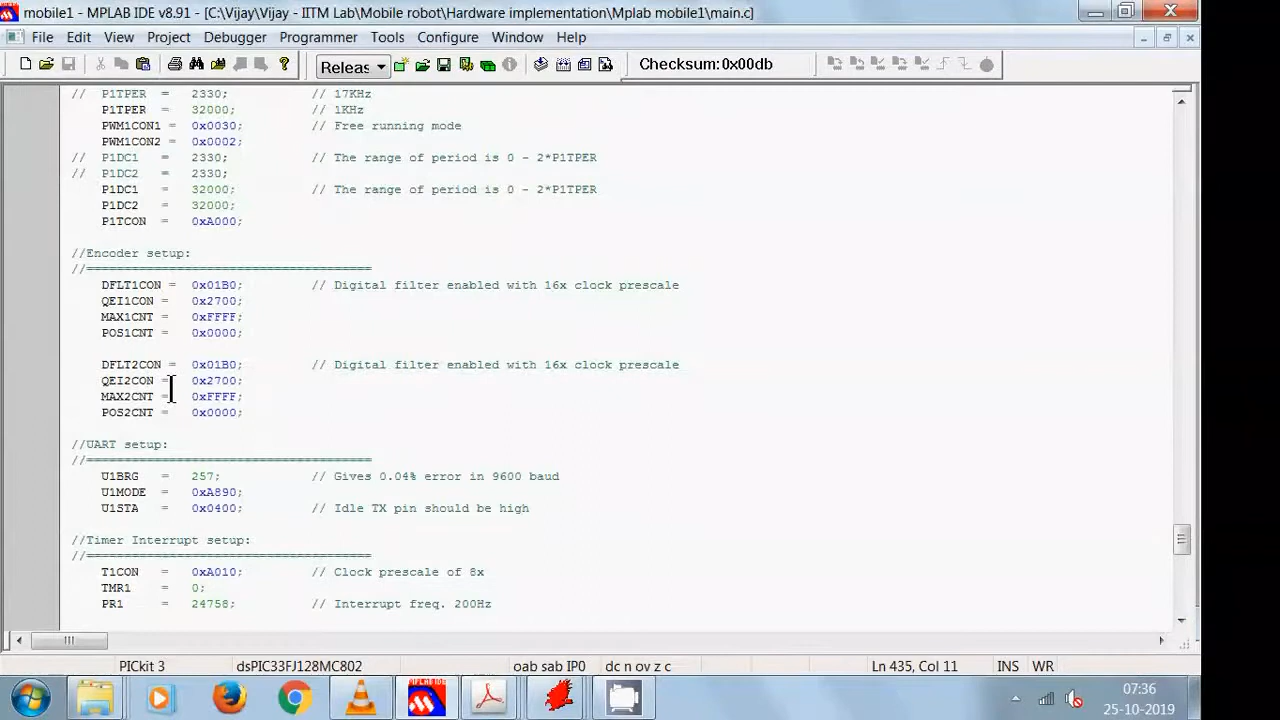 mobile1 - MPLAB IDE v8.91 - [C:\Vijay\Vijay - IITM Lab\Mobile robot\Hardware implementation\Mplab mobile1\main.c]
File Edit View Project Debugger Programmer Tools Configure Window Help
Releas Checksum: 0x00db
// P1TPER = 2330; // 17KHz
P1TPER = 32000; // 1KHz
PWM1CON1 = 0x0030; // Free running mode
PWM1CON2 = 0x0002;
// P1DC1 = 2330; // The range of period is 0 - 2*P1TPER
// P1DC2 = 2330;
P1DC1 = 32000; // The range of period is 0 - 2*P1TPER
P1DC2 = 32000;
P1TCON = 0xA000;
//Encoder setup:
//======================================
DFLT1CON = 0x01B0; // Digital filter enabled with 16x clock prescale
QEI1CON = 0x2700;
MAX1CNT = 0xFFFF;
POS1CNT = 0x0000;
DFLT2CON = 0x01B0; // Digital filter enabled with 16x clock prescale
QEI2CON = 0x2700;
MAX2CNT = 0xFFFF;
POS2CNT = 0x0000;
//UART setup:
//======================================
U1BRG = 257; // Gives 0.04% error in 9600 baud
U1MODE = 0xA890;
U1STA = 0x0400; // Idle TX pin should be high
//Timer Interrupt setup:
//======================================
T1CON = 0xA010; // Clock prescale of 8x
TMR1 = 0;
PR1 = 24758; // Interrupt freq. 200Hz
PICkit 3 dsPIC33FJ128MC802 oab sab IP0 dc n ov z c Ln 435, Col 11 INS WR
07:36
25-10-2019